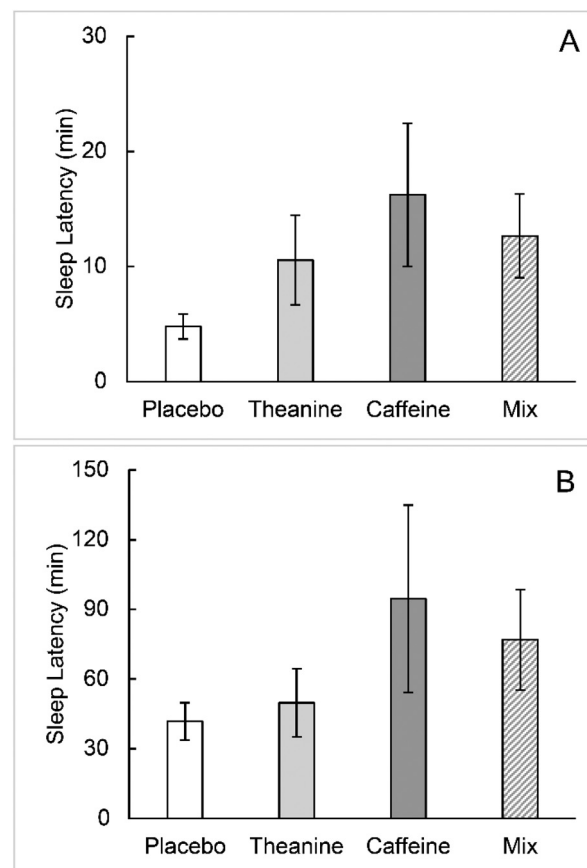 A
30
20
10
0
Sleep Latency (min)
Placebo Theanine Caffeine Mix
B
150
120
90
60
30
0
Sleep Latency (min)
Placebo Theanine Caffeine Mix